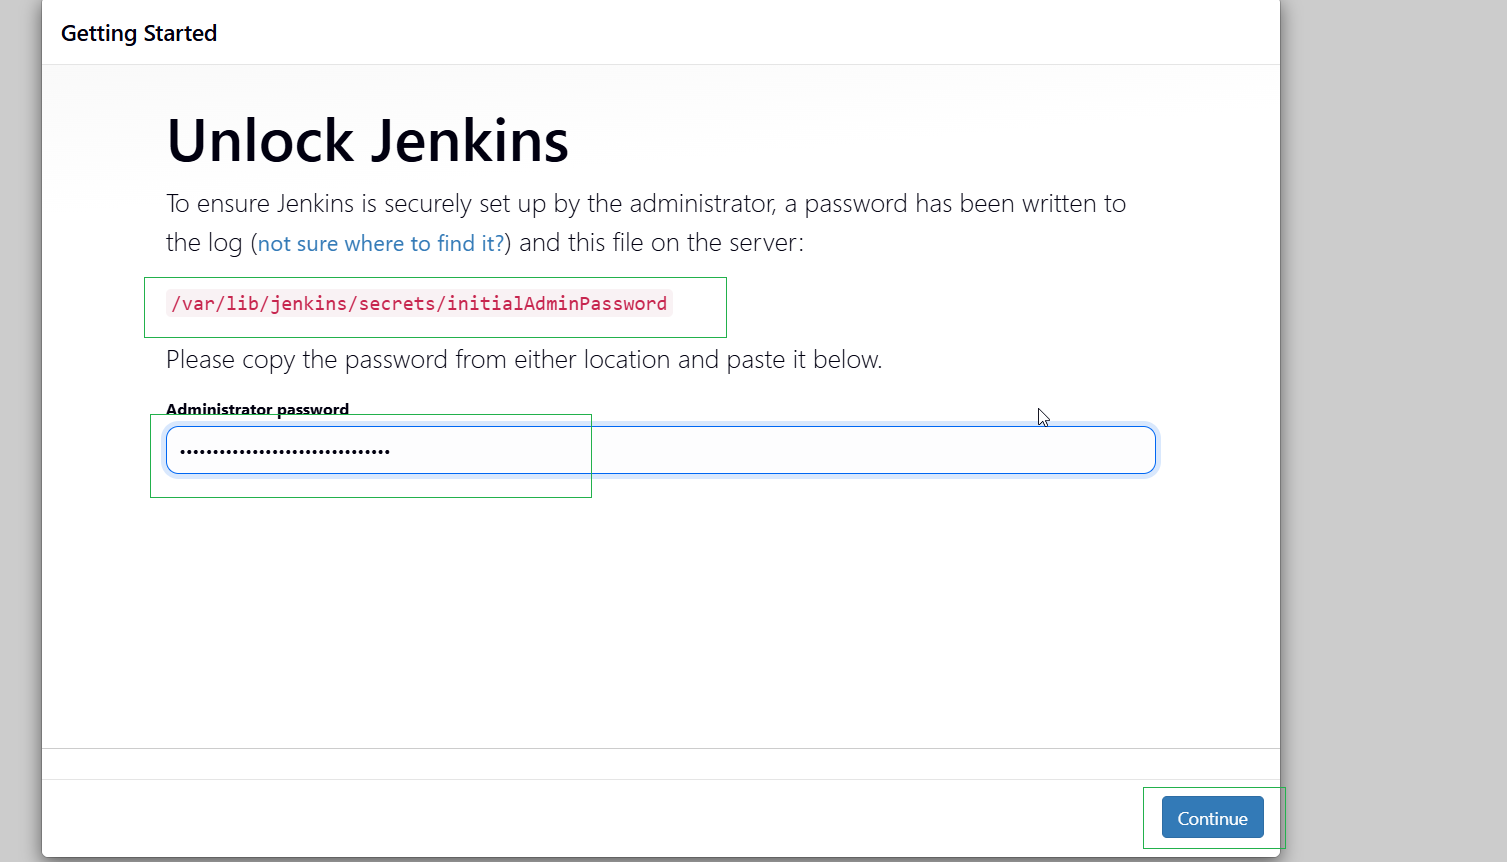 Getting Started
Unlock Jenkins
To ensure Jenkins is securely set up by the administrator, a password has been written to
the log (not sure where to find it?) and this file on the server:
/var/lib/jenkins/secrets/initialAdminPassword
Please copy the password from either location and paste it below.
Administrator password
••••••••••••••••••••••••••••••••
Continue